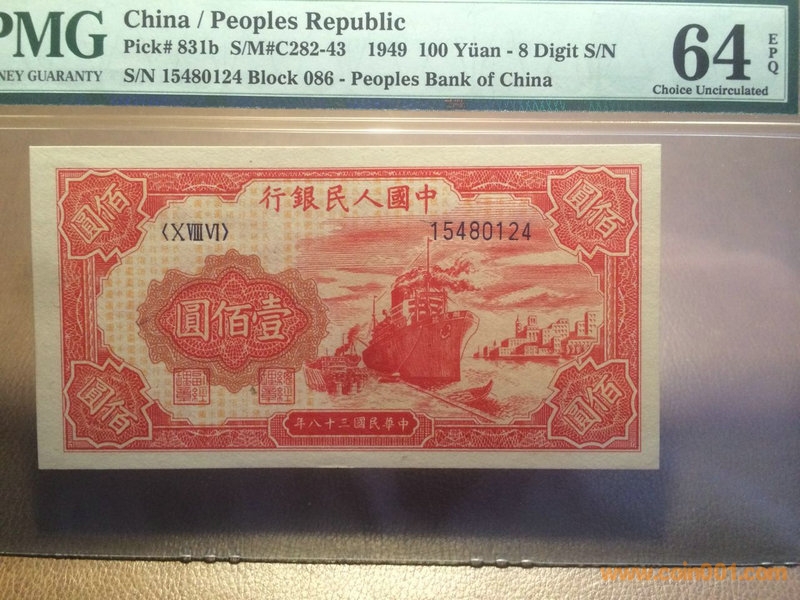 PMG
China / Peoples Republic
Pick# 831b S/M#C282-43 1949 100 Yüan - 8 Digit S/N
NEY GUARANTY
S/N 15480124 Block 086 - Peoples Bank of China
64
EPQ
Choice Uncirculated
行銀民人國中
圓佰
佰圓
〈XVIIIVI〉
15480124
圓佰壹
圓佰
圓佰
年八十三國民華中
www.coin001.com